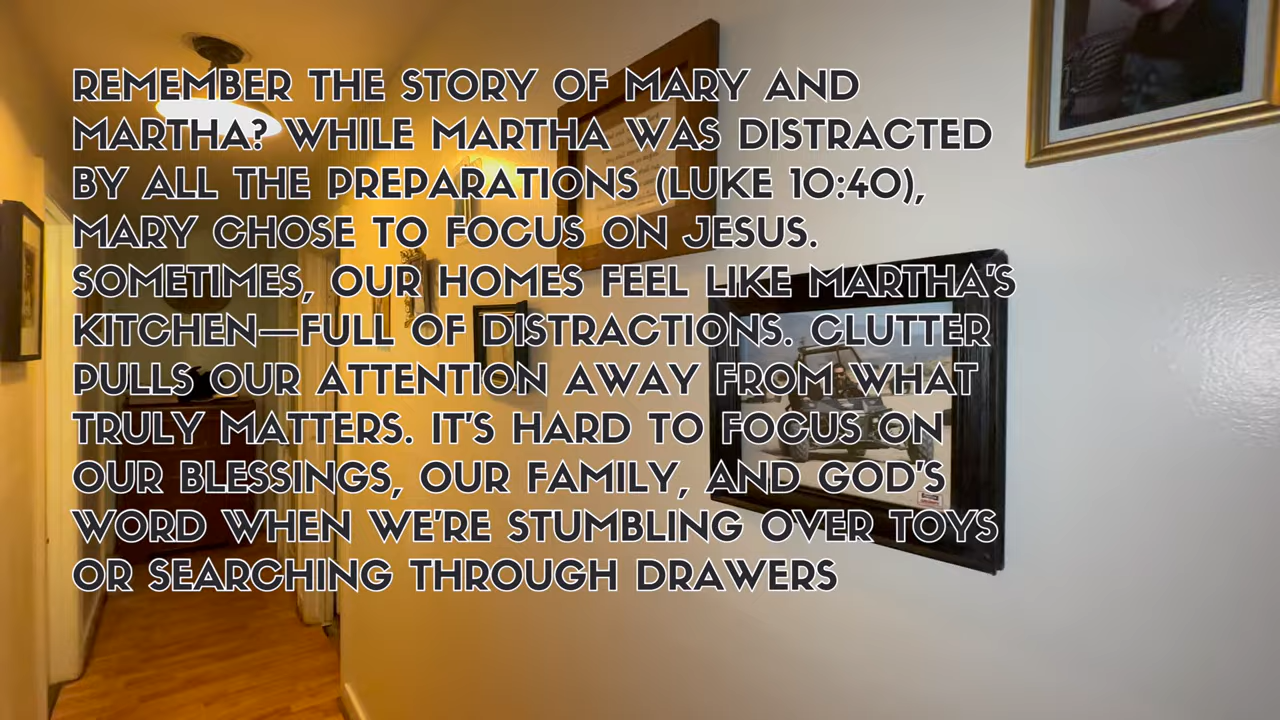 REMEMBER THE STORY OF MARY AND
MARTHA? WHILE MARTHA WAS DISTRACTED
BY ALL THE PREPARATIONS (LUKE 10:40),
MARY CHOSE TO FOCUS ON JESUS.
SOMETIMES, OUR HOMES FEEL LIKE MARTHA'S
KITCHEN—FULL OF DISTRACTIONS. CLUTTER
PULLS OUR ATTENTION AWAY FROM WHAT
TRULY MATTERS. IT'S HARD TO FOCUS ON
OUR BLESSINGS, OUR FAMILY, AND GOD'S
WORD WHEN WE'RE STUMBLING OVER TOYS
OR SEARCHING THROUGH DRAWERS